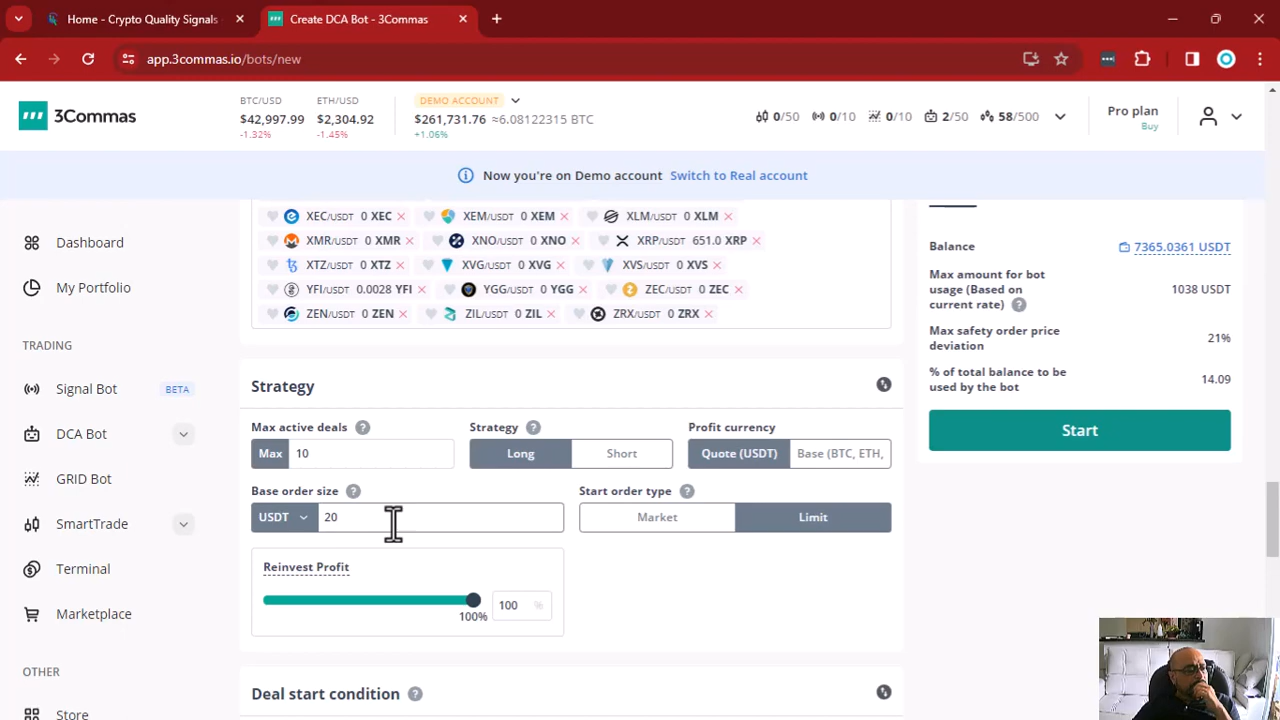 Home - Crypto Quality Signals
Create DCA Bot - 3Commas
app.3commas.io/bots/new
3Commas
BTC/USD
$42,997.99
-1.32%
ETH/USD
$2,304.92
-1.45%
DEMO ACCOUNT
$261,731.76 ≈6.08122315 BTC
+1.06%
0/50
0/10
0/10
2/50
58/500
Pro plan
Buy
Now you're on Demo account Switch to Real account
Dashboard
My Portfolio
TRADING
Signal Bot BETA
DCA Bot
GRID Bot
SmartTrade
Terminal
Marketplace
OTHER
Store
XEC/USDT 0 XEC XEM/USDT 0 XEM XLM/USDT 0 XLM
XMR/USDT 0 XMR XNO/USDT 0 XNO XRP/USDT 651.0 XRP
XTZ/USDT 0 XTZ XVG/USDT 0 XVG XVS/USDT 0 XVS
YFI/USDT 0.0028 YFI YGG/USDT 0 YGG ZEC/USDT 0 ZEC
ZEN/USDT 0 ZEN ZIL/USDT 0 ZIL ZRX/USDT 0 ZRX
Strategy
Max active deals ?
Max 10
Strategy ?
Long Short
Profit currency
Quote (USDT) Base (BTC, ETH,
Base order size ?
USDT 20
Start order type ?
Market Limit
Reinvest Profit
100%
100 %
Deal start condition ?
Balance 7365.0361 USDT
Max amount for bot
usage (Based on
current rate) ?
1038 USDT
Max safety order price
deviation
21%
% of total balance to be
used by the bot
14.09
Start